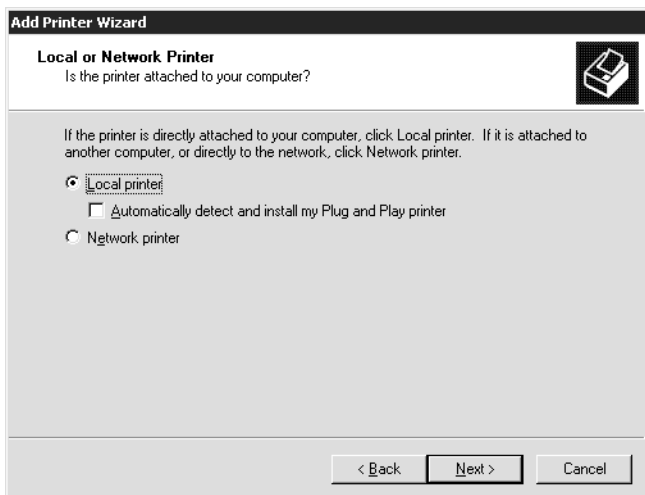 Add Printer Wizard
Local or Network Printer
Is the printer attached to your computer?
If the printer is directly attached to your computer, click Local printer. If it is attached to
another computer, or directly to the network, click Network printer.
Local printer
Automatically detect and install my Plug and Play printer
Network printer
< Back Next > Cancel